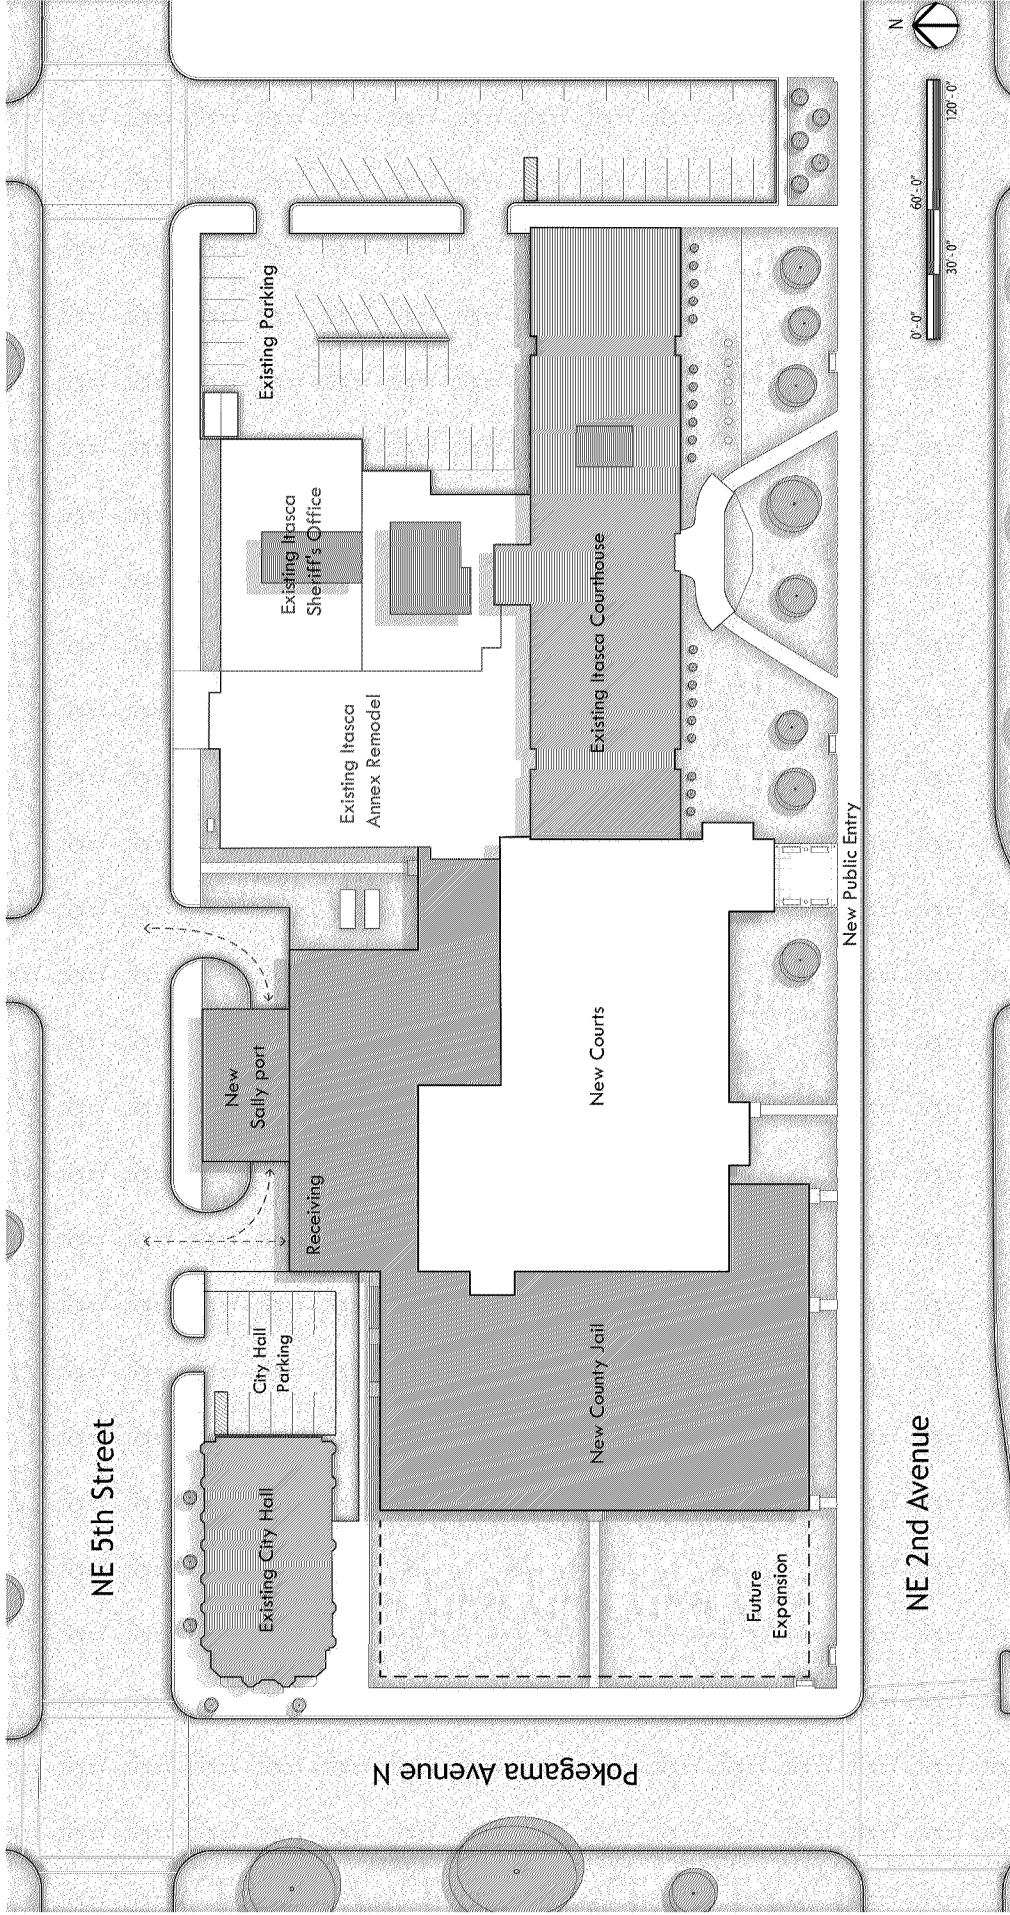 N
0'-0"
30'-0"
60'-0"
120'-0"
Existing Parking
Existing Itasca
Sheriff's Office
Existing Itasca
Annex Remodel
Existing Itasca Courthouse
New Public Entry
New
Sally port
Receiving
New Courts
City Hall
Parking
New County Jail
Existing City Hall
Future
Expansion
NE 5th Street
NE 2nd Avenue
Pokegama Avenue N